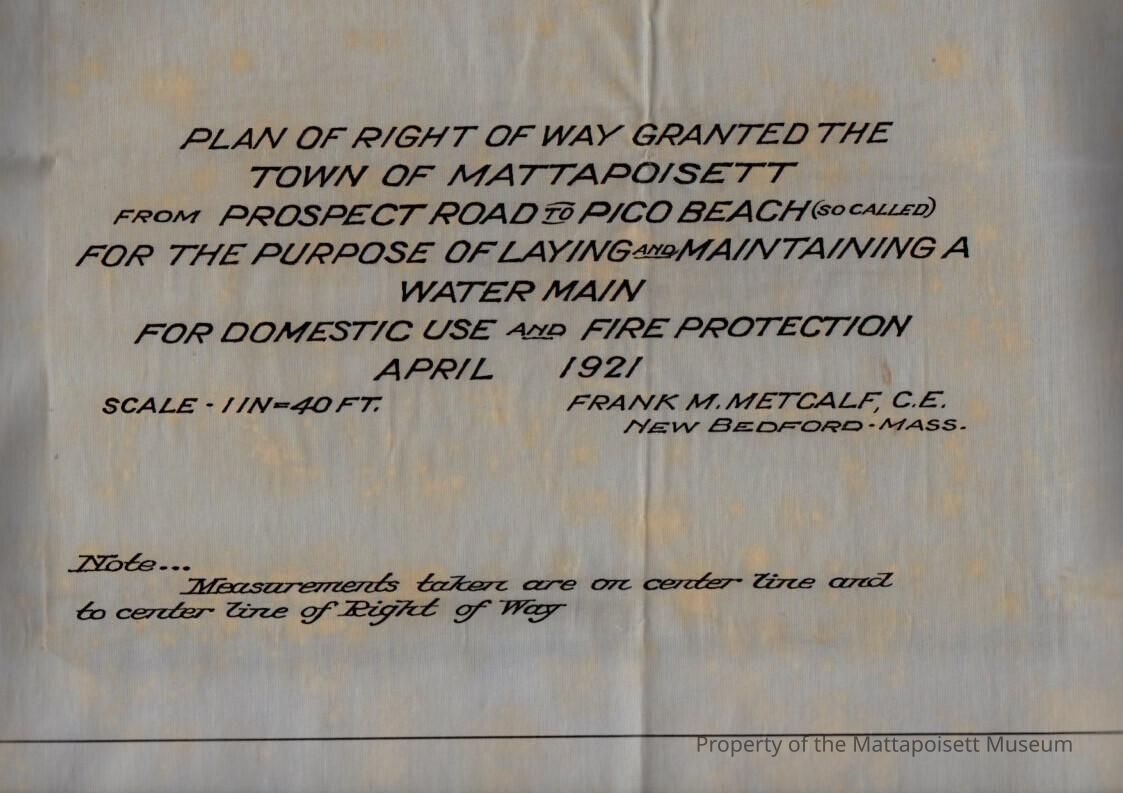 PLAN OF RIGHT OF WAY GRANTED THE
TOWN OF MATTAPOISETT
FROM PROSPECT ROAD TO PICO BEACH (SO CALLED)
FOR THE PURPOSE OF LAYING AND MAINTAINING A
WATER MAIN
FOR DOMESTIC USE AND FIRE PROTECTION
APRIL 1921
SCALE - 1 IN=40 FT.
FRANK M. METCALF, C.E.
NEW BEDFORD - MASS.
Note...
Measurements taken are on center line and
to center line of Right of Way
Property of the Mattapoisett Museum